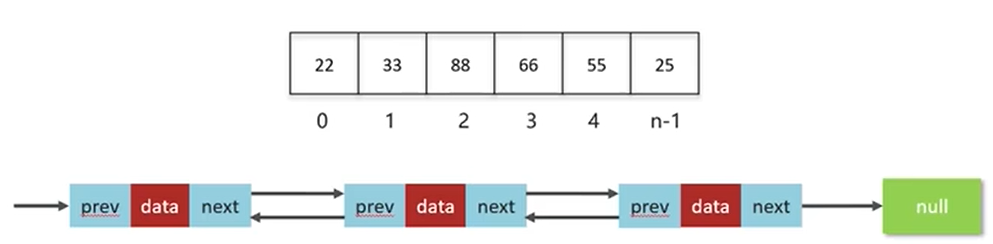 22 33 88 66 55 25
0 1 2 3 4 n-1
prev data next prev data next prev data next null